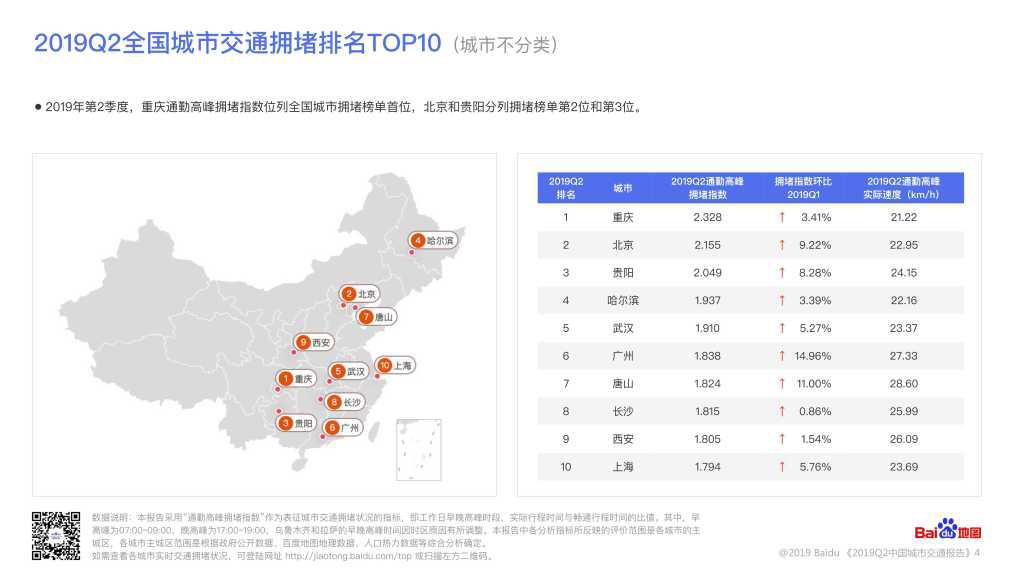 2019Q2全国城市交通拥堵排名TOP10（城市不分类）
● 2019年第2季度，重庆通勤高峰拥堵指数位列全国城市拥堵榜单首位，北京和贵阳分列拥堵榜单第2位和第3位。
4 哈尔滨
2 北京
7 唐山
9 西安
10 上海
5 武汉
1 重庆
8 长沙
3 贵阳
6 广州
2019Q2排名 城市 2019Q2通勤高峰拥堵指数 拥堵指数环比2019Q1 2019Q2通勤高峰实际速度（km/h）
1 重庆 2.328 ↑ 3.41% 21.22
2 北京 2.155 ↑ 9.22% 22.95
3 贵阳 2.049 ↑ 8.28% 24.15
4 哈尔滨 1.937 ↑ 3.39% 22.16
5 武汉 1.910 ↑ 5.27% 23.37
6 广州 1.838 ↑ 14.96% 27.33
7 唐山 1.824 ↑ 11.00% 28.60
8 长沙 1.815 ↑ 0.86% 25.99
9 西安 1.805 ↑ 1.54% 26.09
10 上海 1.794 ↑ 5.76% 23.69
数据说明：本报告采用“通勤高峰拥堵指数”作为表征城市交通拥堵状况的指标，即工作日早晚高峰时段，实际行程时间与畅通行程时间的比值。其中，早
高峰为07:00-09:00，晚高峰为17:00-19:00，乌鲁木齐和拉萨的早晚高峰时间因时区原因有所调整。本报告中各分析指标所反映的评价范围是各城市的主
城区，各城市主城区范围是根据政府公开数据，百度地图地理数据，人口热力数据等综合分析确定。
如需查看各城市实时交通拥堵状况，可登陆网址 http://jiaotong.baidu.com/top 或扫描左方二维码。
Bai du 地图
@2019 Baidu 《2019Q2中国城市交通报告》4